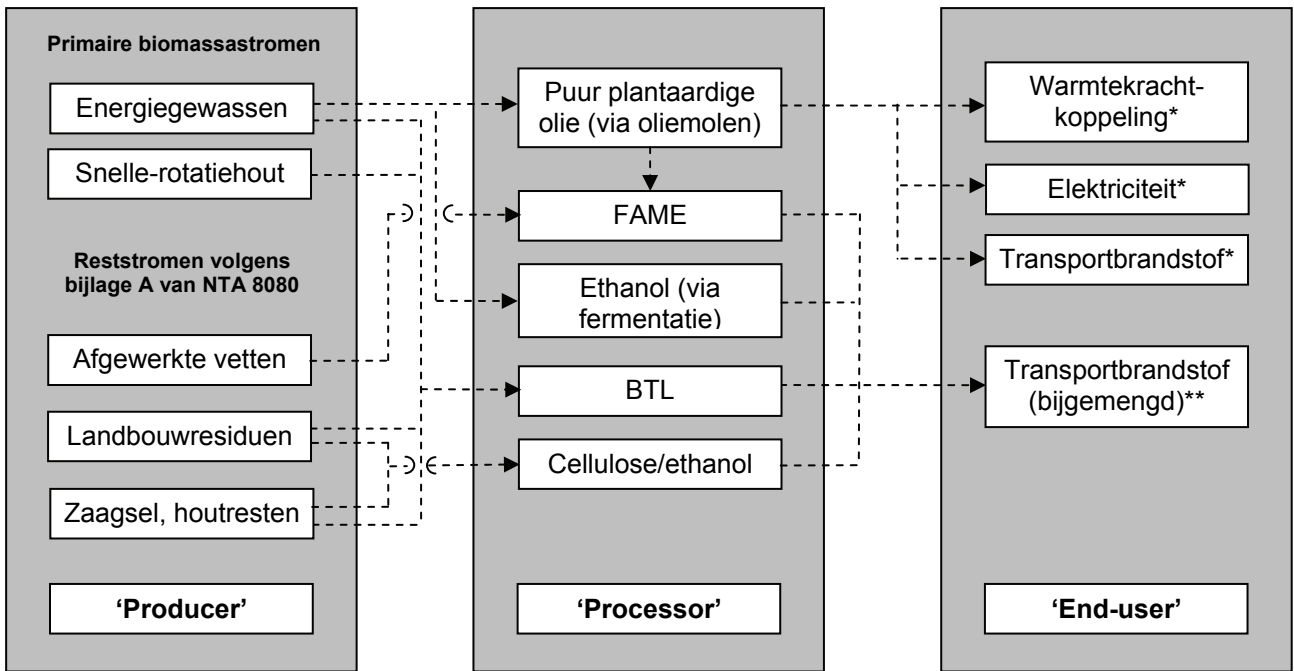 Primaire biomassastromen
Energiegewassen
Snelle-rotatiehout
Reststromen volgens
bijlage A van NTA 8080
Afgewerkte vetten
Landbouwresiduen
Zaagsel, houtresten
‘Producer’
Puur plantaardige
olie (via oliemolen)
FAME
Ethanol (via
fermentatie)
BTL
Cellulose/ethanol
‘Processor’
Warmtekracht-
koppeling*
Elektriciteit*
Transportbrandstof*
Transportbrandstof
(bijgemengd)**
‘End-user’